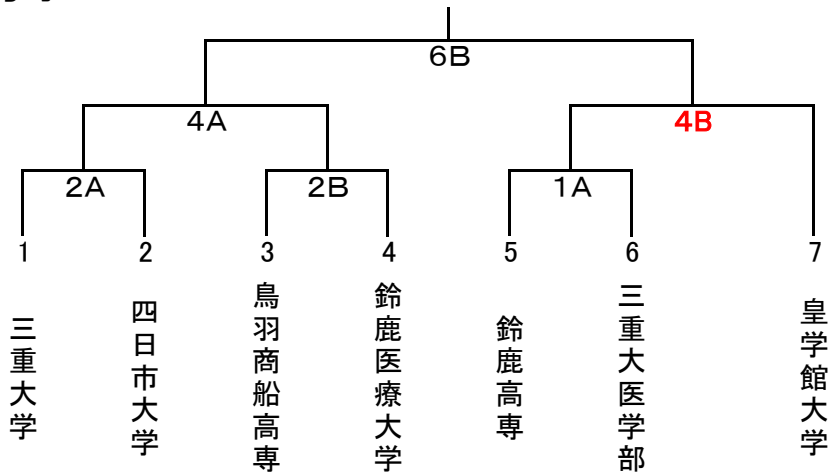 6B
4A
4B
2A
2B
1A
1
2
3
4
5
6
7
三重大学
四日市大学
鳥羽商船高専
鈴鹿医療大学
鈴鹿高専
三重大医学部
皇学館大学